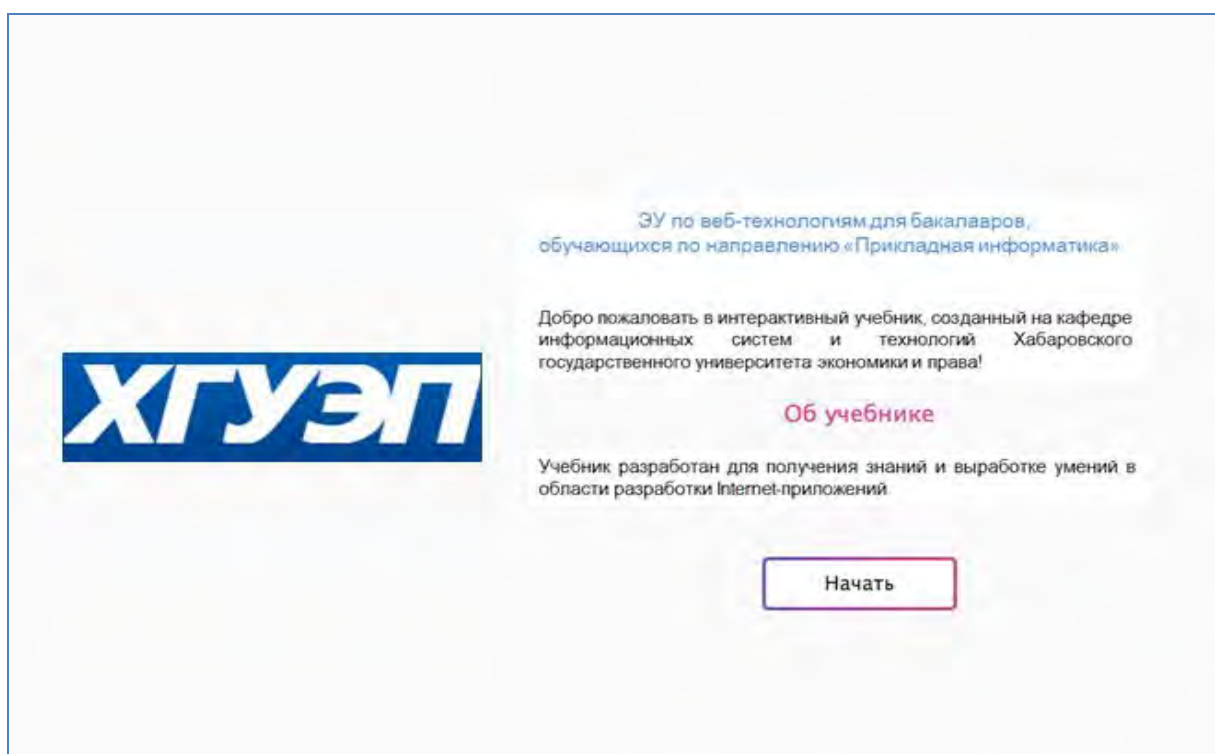 ХГУЭП
ЭУ по веб-технологиям для бакалавров,
обучающихся по направлению «Прикладная информатика»
Добро пожаловать в интерактивный учебник, созданный на кафедре
информационных систем и технологий Хабаровского
государственного университета экономики и права!
Об учебнике
Учебник разработан для получения знаний и выработке умений в
области разработки Internet-приложений
Начать